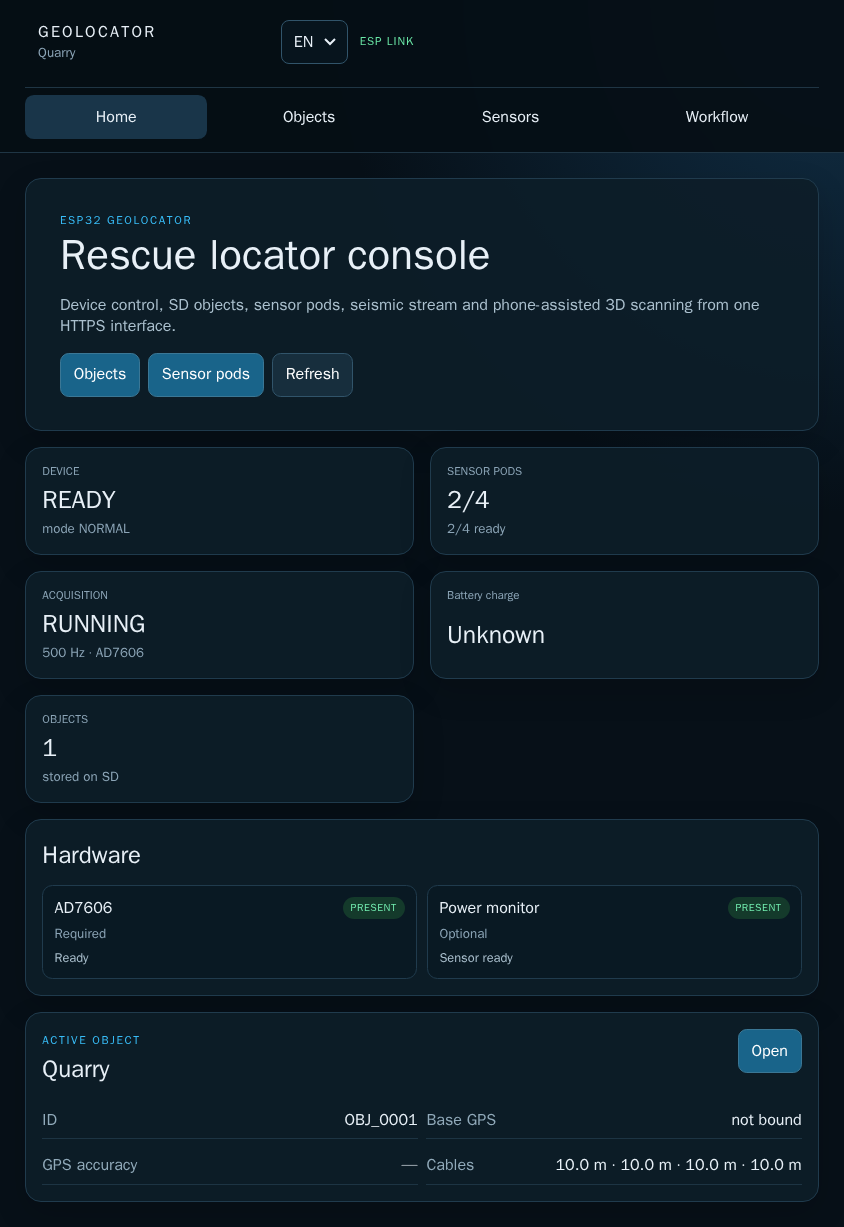 GEOLOCATOR
Quarry
EN
ESP LINK
Home
Objects
Sensors
Workflow
ESP32 GEOLOCATOR
Rescue locator console
Device control, SD objects, sensor pods, seismic stream and phone-assisted 3D scanning from one
HTTPS interface.
Objects
Sensor pods
Refresh
DEVICE
READY
mode NORMAL
SENSOR PODS
2/4
2/4 ready
ACQUISITION
RUNNING
500 Hz · AD7606
Battery charge
Unknown
OBJECTS
1
stored on SD
Hardware
AD7606
PRESENT
Required
Ready
Power monitor
PRESENT
Optional
Sensor ready
ACTIVE OBJECT
Quarry
Open
ID OBJ_0001
Base GPS not bound
GPS accuracy —
Cables 10.0 m · 10.0 m · 10.0 m · 10.0 m